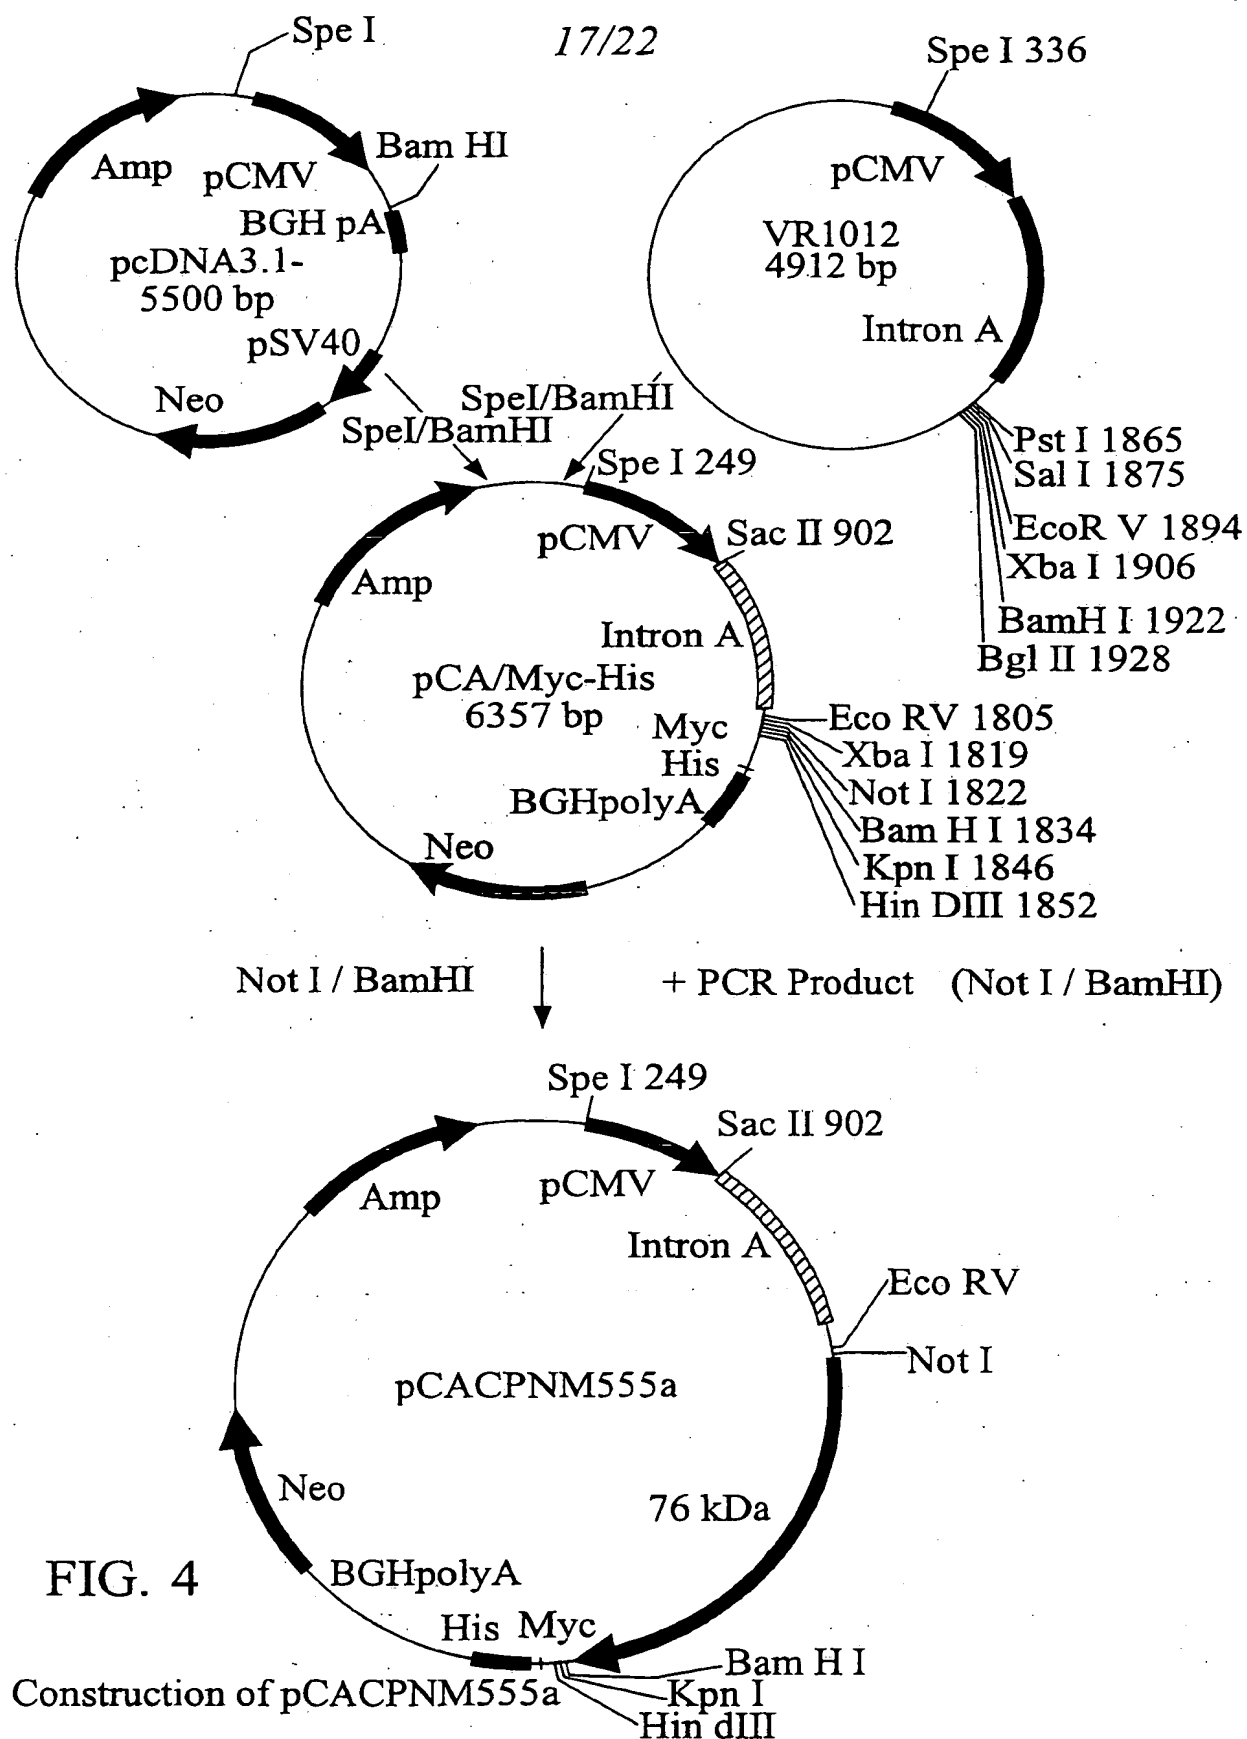 17/22
Spe I
Amp
pCMV
Bam HI
BGH pA
pcDNA3.1-
5500 bp
pSV40
Neo
SpeI/BamHI
Spe I 336
pCMV
VR1012
4912 bp
Intron A
SpeI/BamHI
Pst I 1865
Sal I 1875
EcoR V 1894
Xba I 1906
BamH I 1922
Bgl II 1928
Spe I 249
pCMV
Sac II 902
Amp
Intron A
pCA/Myc-His
6357 bp
Myc
His
BGHpolyA
Neo
Eco RV 1805
Xba I 1819
Not I 1822
Bam H I 1834
Kpn I 1846
Hin DIII 1852
Not I / BamHI
+ PCR Product (Not I / BamHI)
Spe I 249
Sac II 902
Amp
pCMV
Intron A
Eco RV
Not I
pCACPNM555a
Neo
76 kDa
BGHpolyA
His Myc
Bam H I
Kpn I
Hin dIII
FIG. 4
Construction of pCACPNM555a